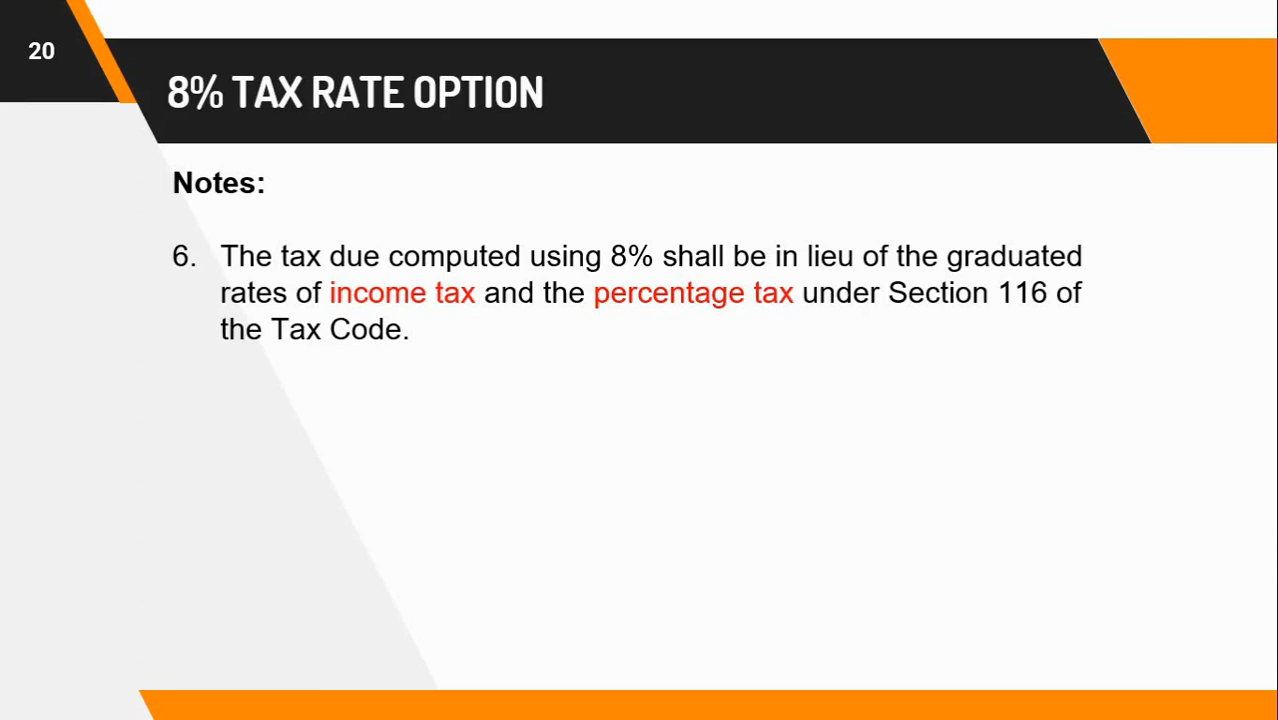 20
8% TAX RATE OPTION
Notes:
6. The tax due computed using 8% shall be in lieu of the graduated
rates of income tax and the percentage tax under Section 116 of
the Tax Code.